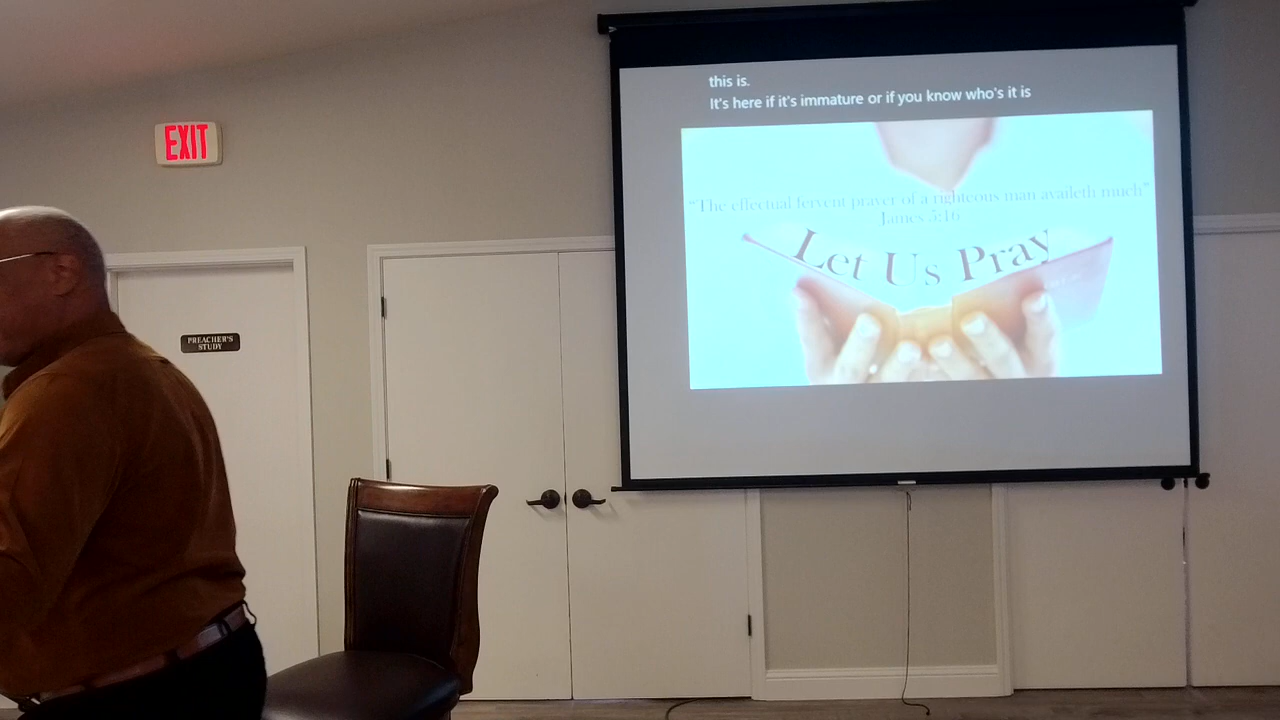 this is.
It's here if it's immature or if you know who's it is
EXIT
"The effectual fervent prayer of a righteous man availeth much"
James 5:16
Let Us Pray
PREACHER'S
STUDY